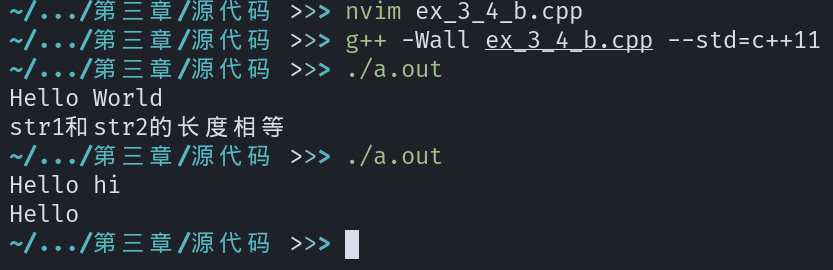 ~/.../第三章/源代码 >>> nvim ex_3_4_b.cpp
~/.../第三章/源代码 >>> g++ -Wall ex_3_4_b.cpp --std=c++11
~/.../第三章/源代码 >>> ./a.out
Hello World
str1和str2的长度相等
~/.../第三章/源代码 >>> ./a.out
Hello hi
Hello
~/.../第三章/源代码 >>>